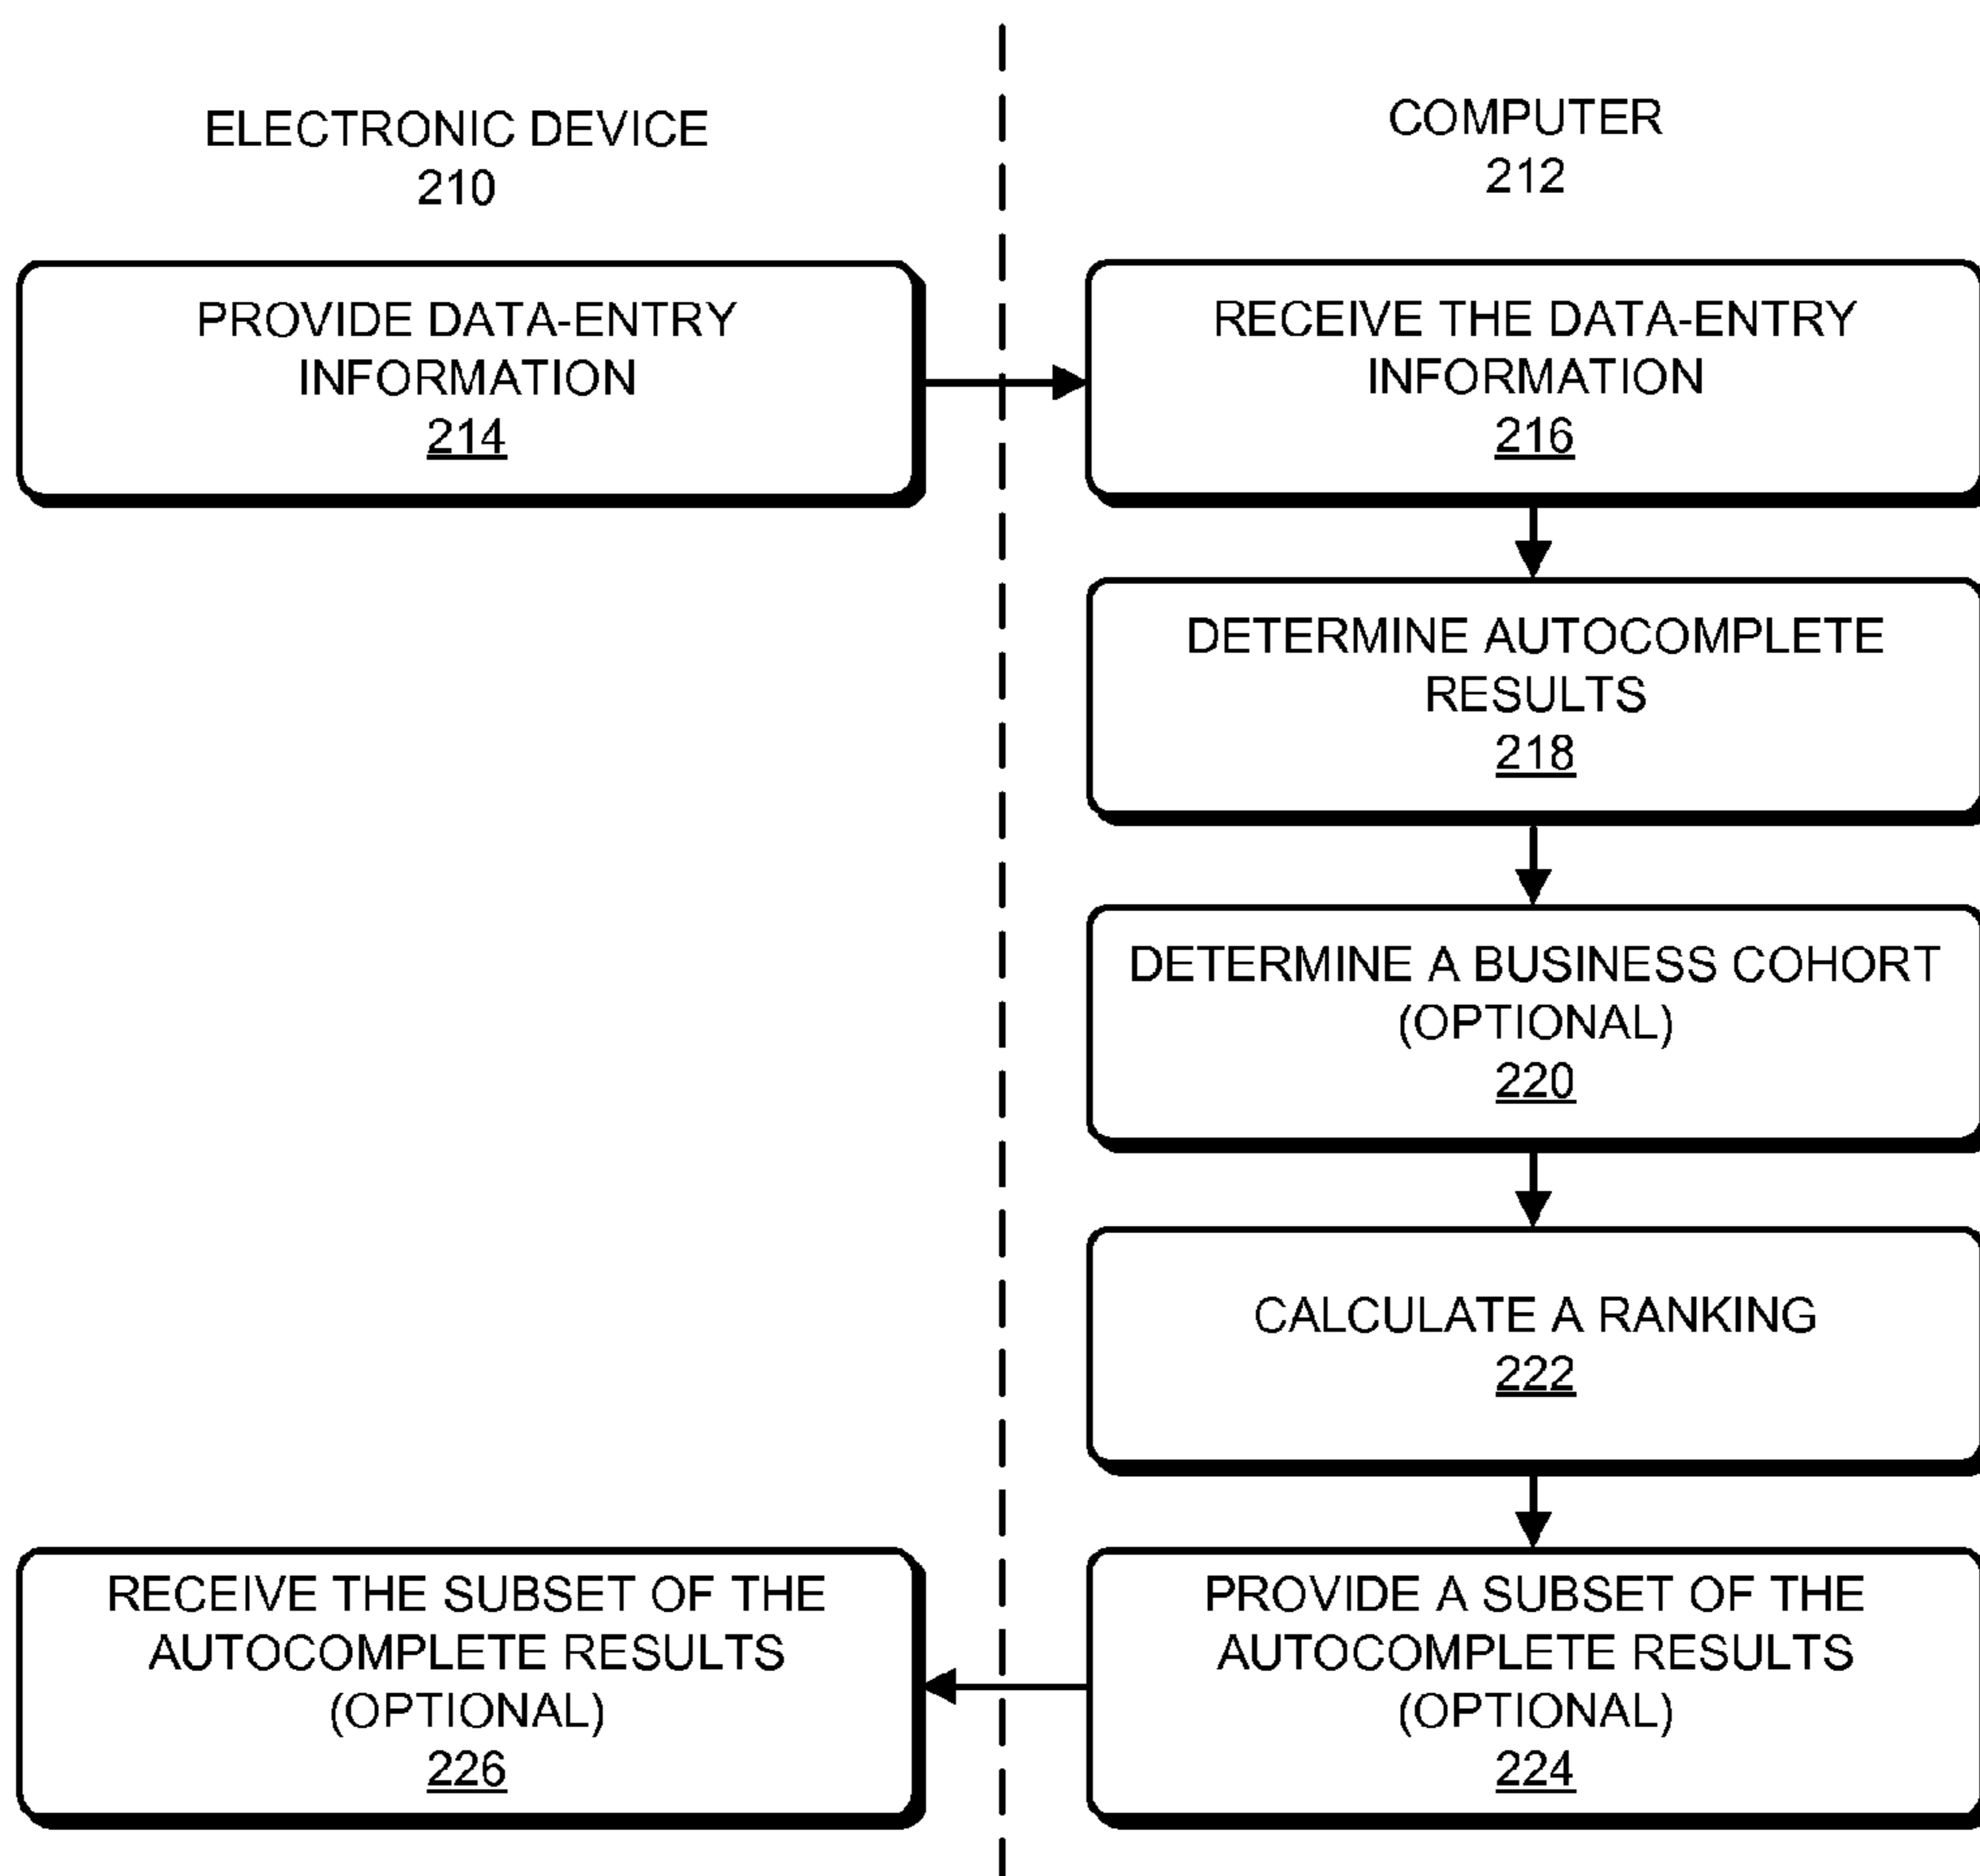 ELECTRONIC DEVICE
210
COMPUTER
212
PROVIDE DATA-ENTRY
INFORMATION
214
RECEIVE THE DATA-ENTRY
INFORMATION
216
DETERMINE AUTOCOMPLETE
RESULTS
218
DETERMINE A BUSINESS COHORT
(OPTIONAL)
220
CALCULATE A RANKING
222
PROVIDE A SUBSET OF THE
AUTOCOMPLETE RESULTS
(OPTIONAL)
224
RECEIVE THE SUBSET OF THE
AUTOCOMPLETE RESULTS
(OPTIONAL)
226